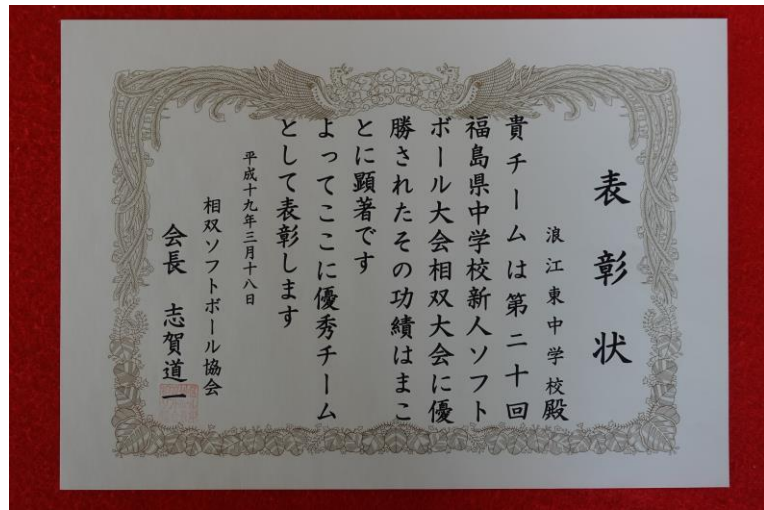 表彰状
浪江東中学校殿
貴チームは第二十回
福島県中学校新人ソフト
ボール大会相双大会に優
勝されたその功績はまこ
とに顕著です
よってここに優秀チーム
として表彰します
平成十九年三月十八日
相双ソフトボール協会
会長 志賀道一